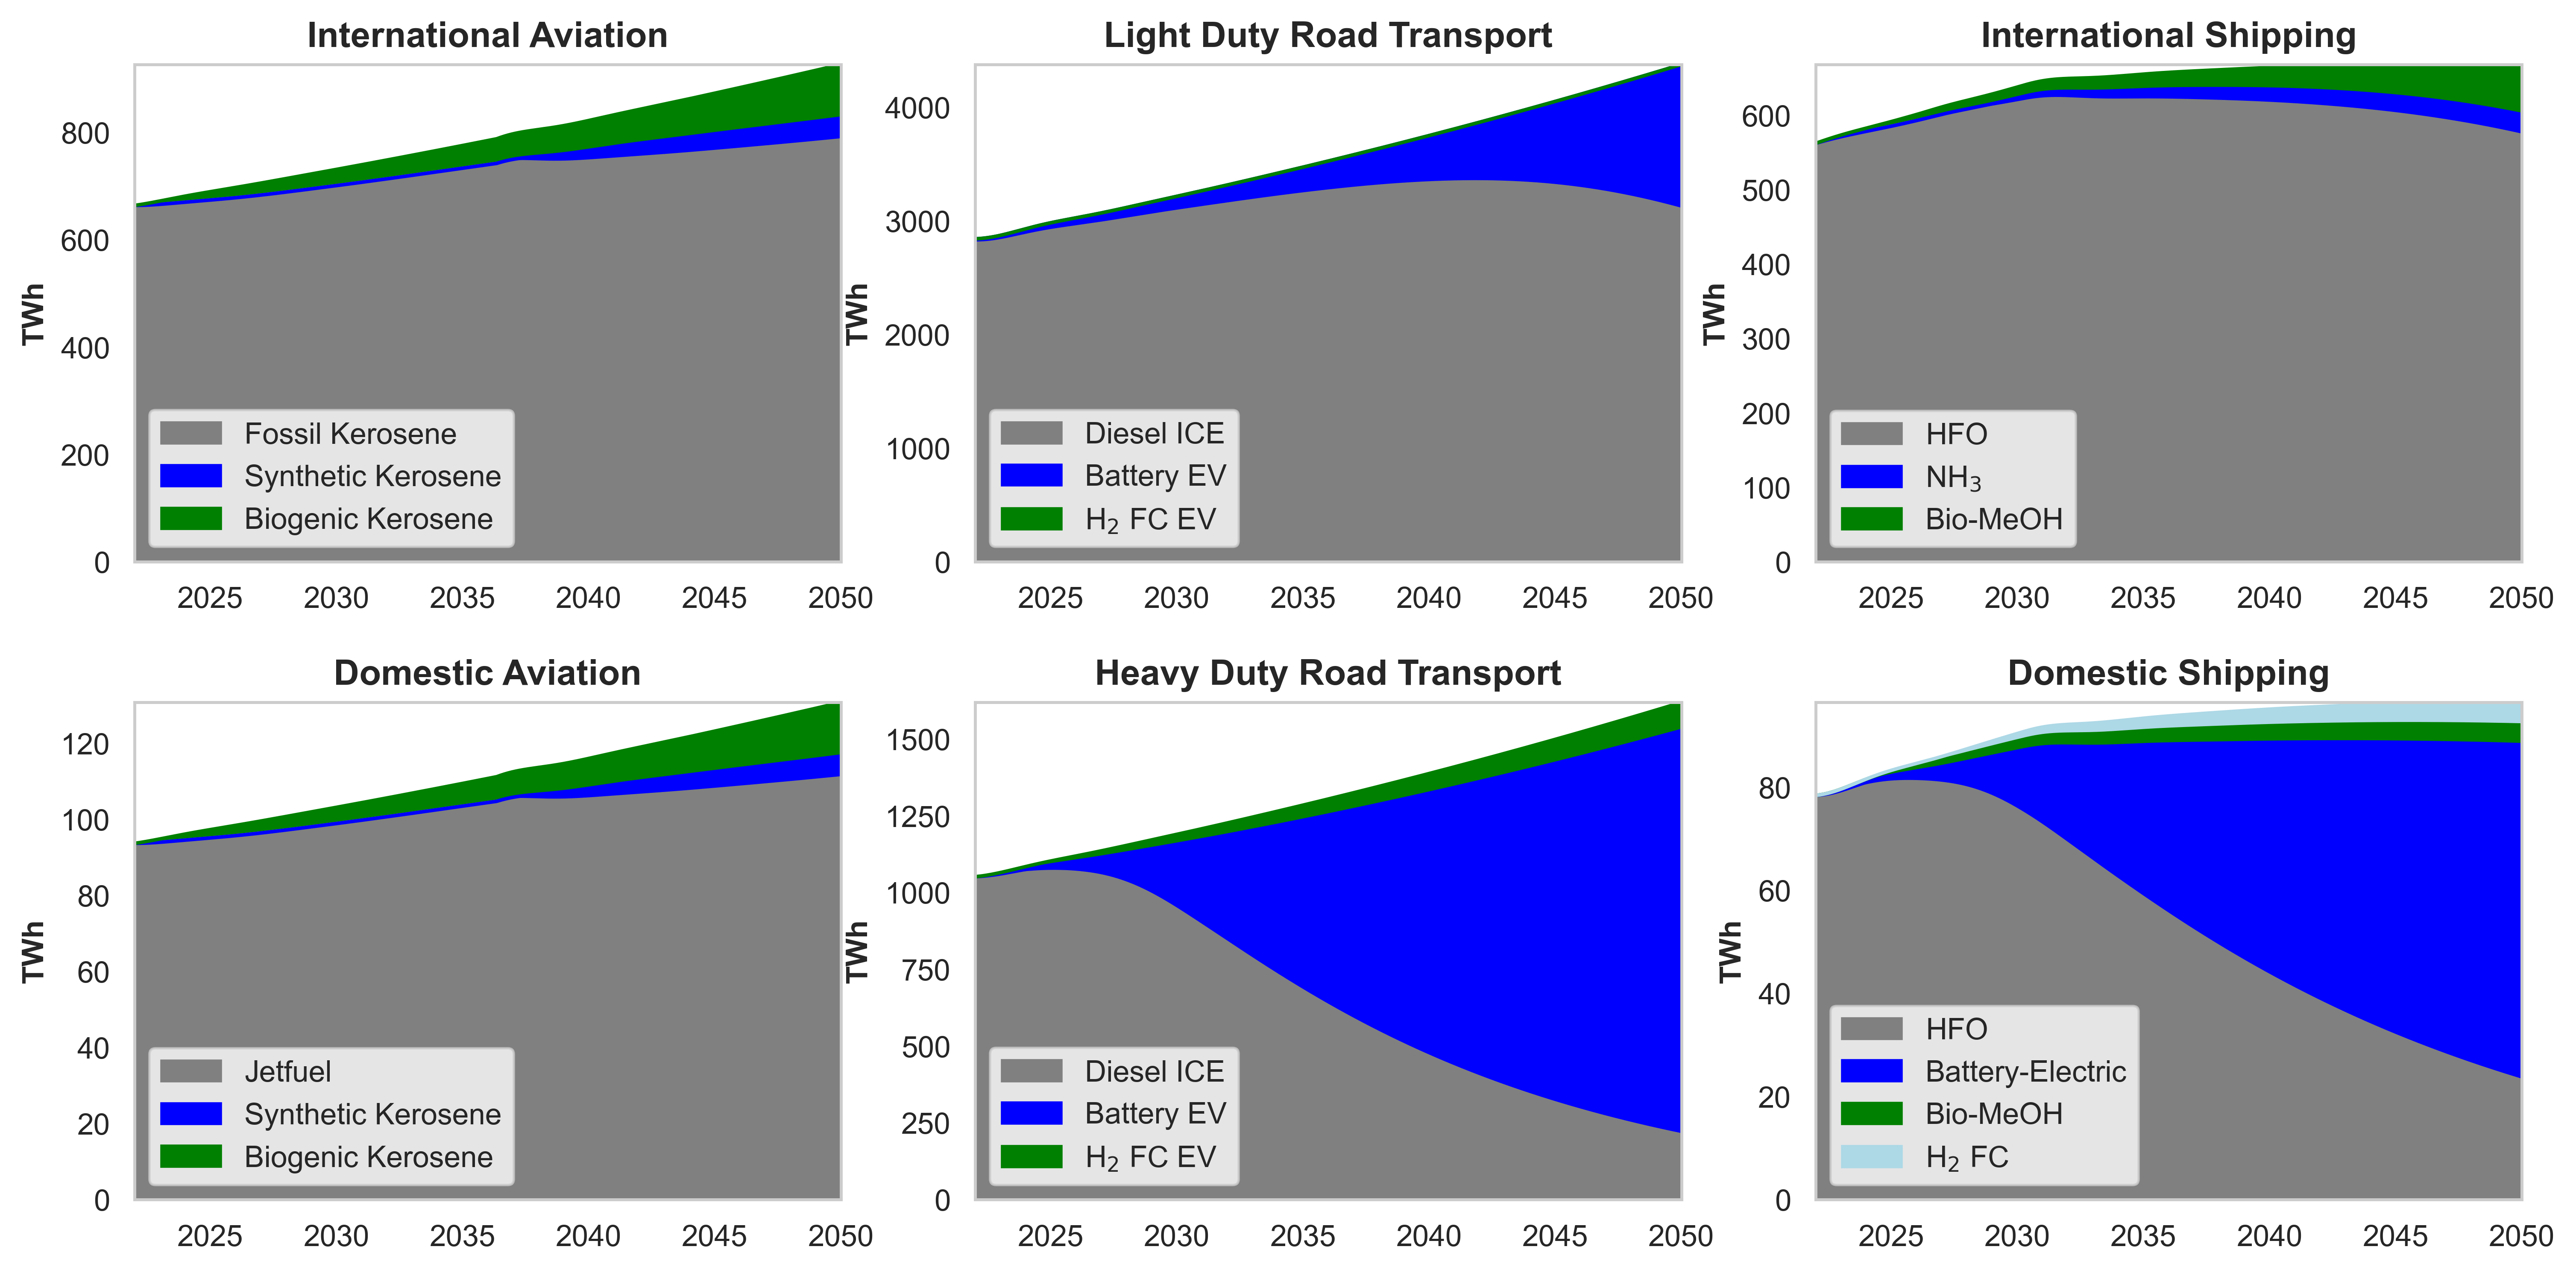 International Aviation
TWh
800
600
400
200
0
Fossil Kerosene
Synthetic Kerosene
Biogenic Kerosene
2025 2030 2035 2040 2045 2050
Light Duty Road Transport
TWh
4000
3000
2000
1000
0
Diesel ICE
Battery EV
H₂ FC EV
2025 2030 2035 2040 2045 2050
International Shipping
TWh
600
500
400
300
200
100
0
HFO
NH₃
Bio-MeOH
2025 2030 2035 2040 2045 2050
Domestic Aviation
TWh
120
100
80
60
40
20
0
Jetfuel
Synthetic Kerosene
Biogenic Kerosene
2025 2030 2035 2040 2045 2050
Heavy Duty Road Transport
TWh
1500
1250
1000
750
500
250
0
Diesel ICE
Battery EV
H₂ FC EV
2025 2030 2035 2040 2045 2050
Domestic Shipping
TWh
80
60
40
20
0
HFO
Battery-Electric
Bio-MeOH
H₂ FC
2025 2030 2035 2040 2045 2050